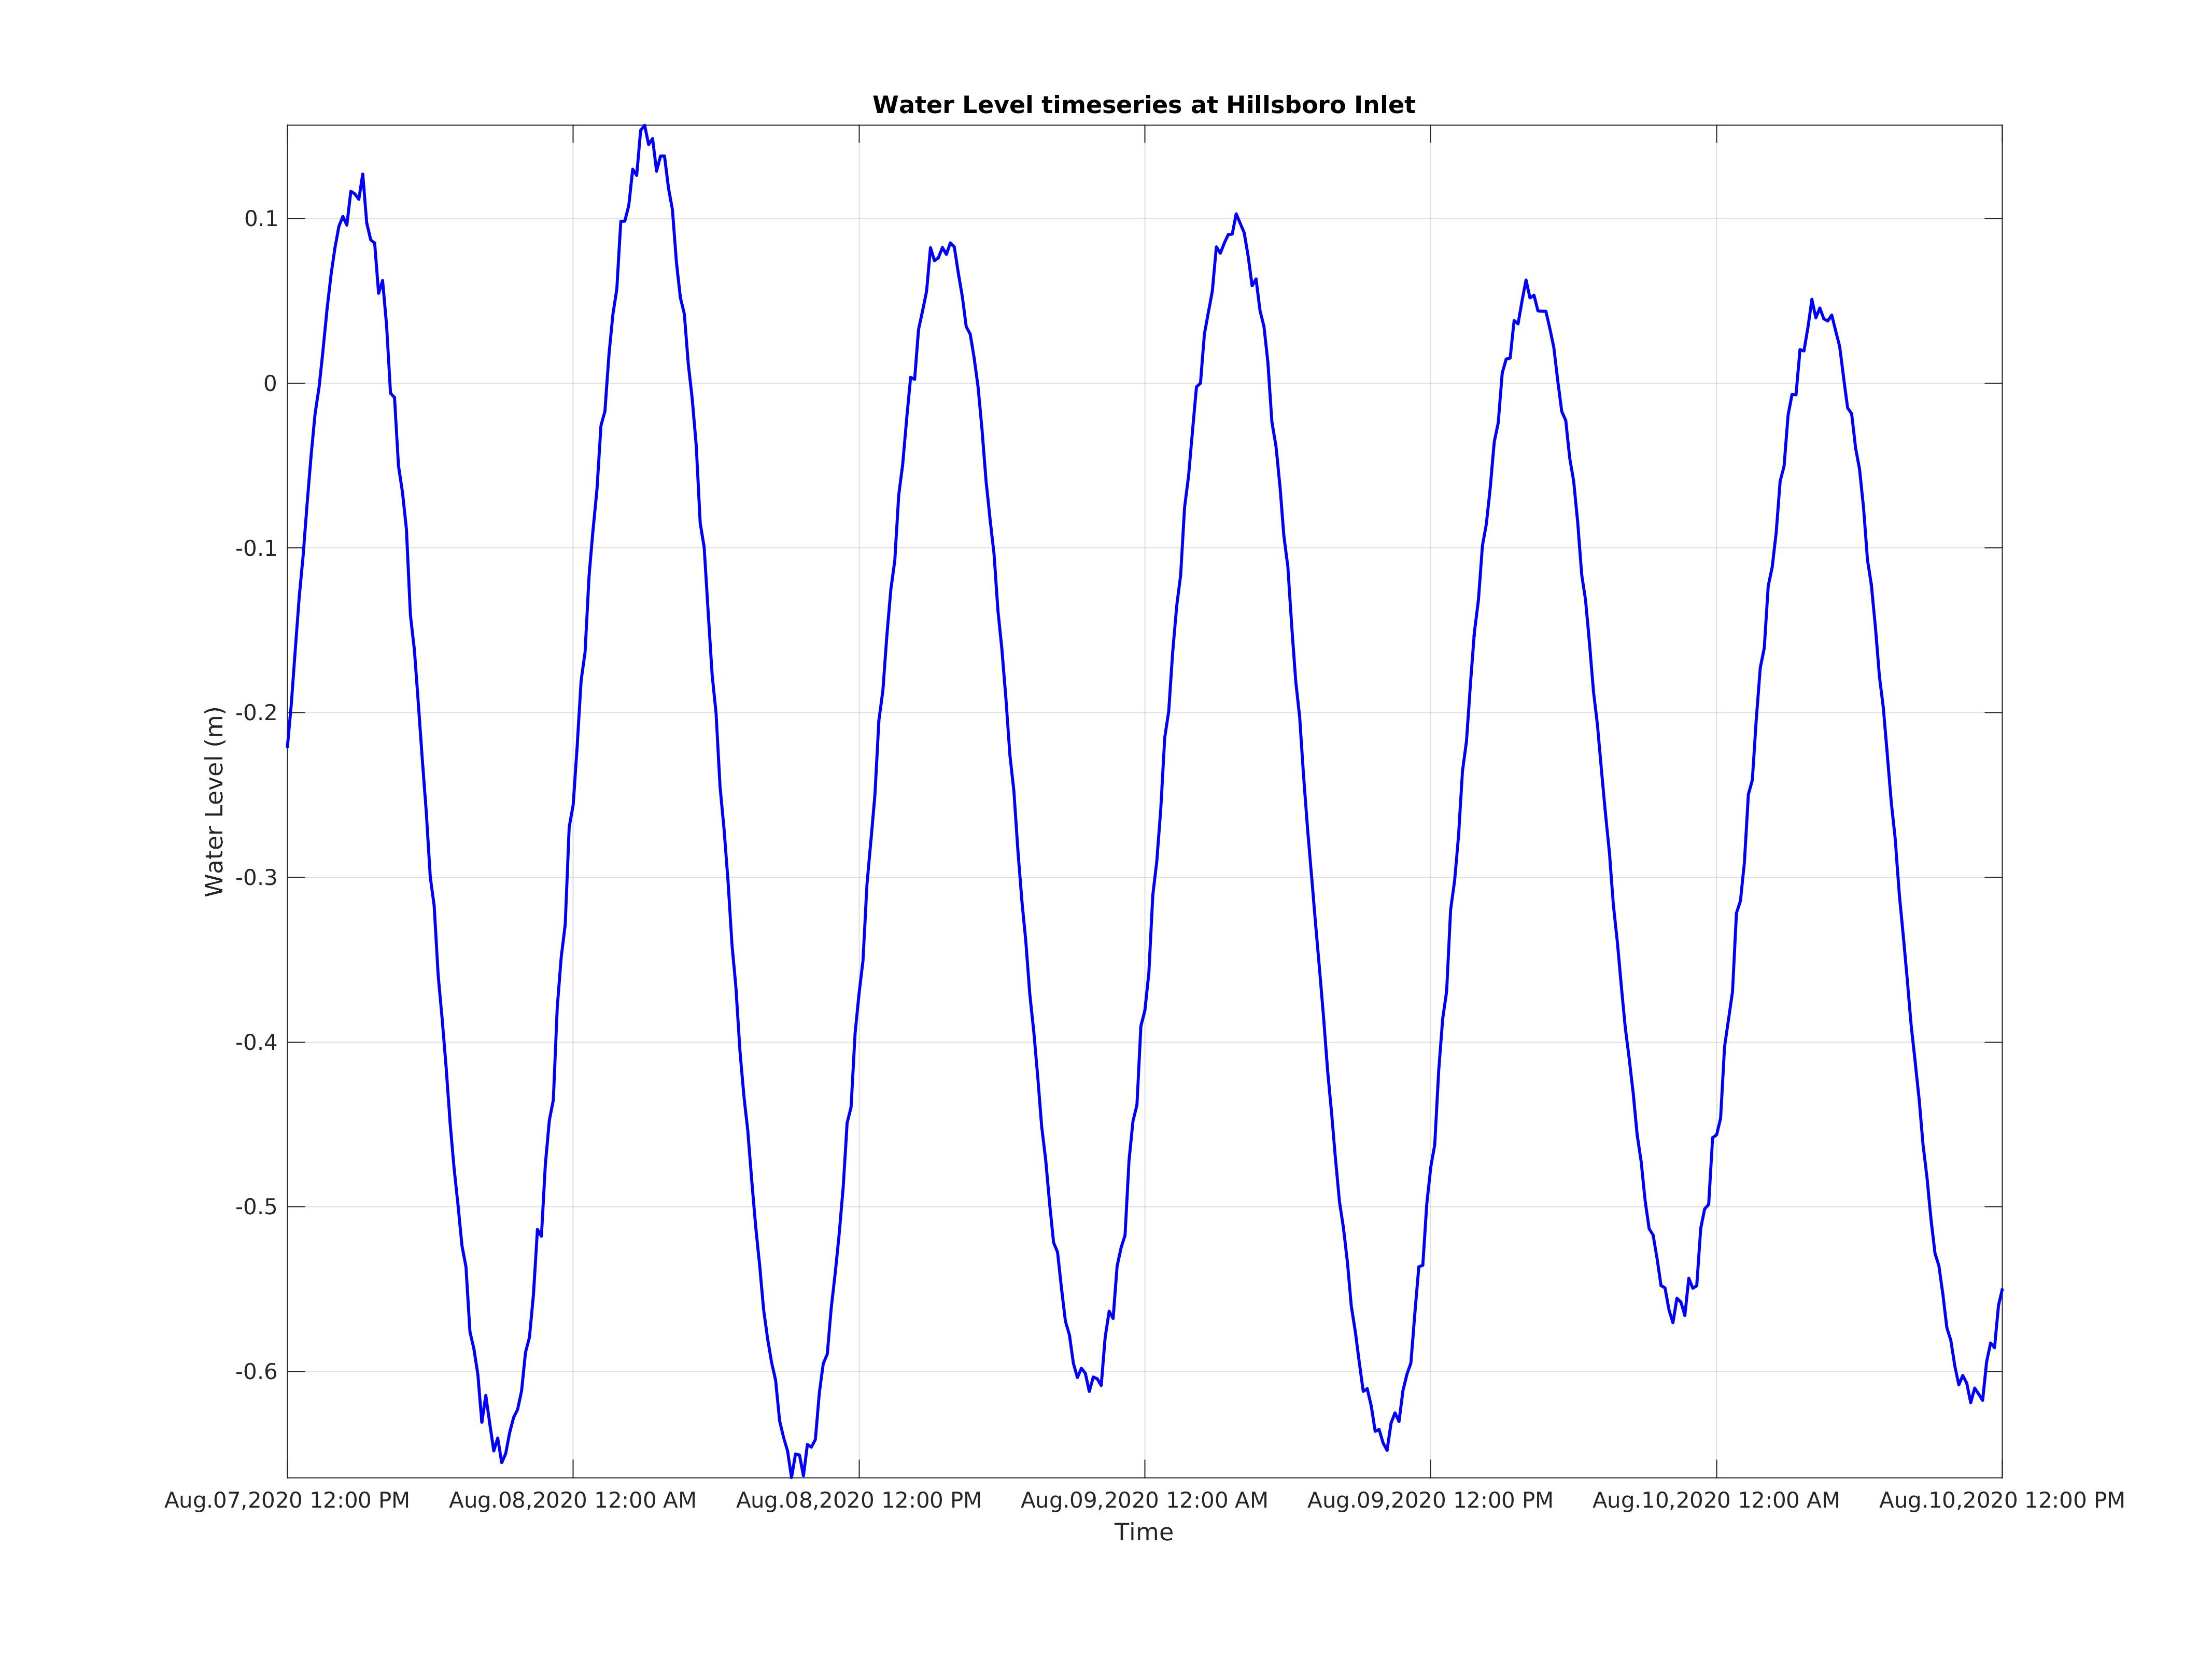 Water Level timeseries at Hillsboro Inlet
0.1
0
-0.1
-0.2
-0.3
-0.4
-0.5
-0.6
Water Level (m)
Aug.07,2020 12:00 PM
Aug.08,2020 12:00 AM
Aug.08,2020 12:00 PM
Aug.09,2020 12:00 AM
Aug.09,2020 12:00 PM
Aug.10,2020 12:00 AM
Aug.10,2020 12:00 PM
Time